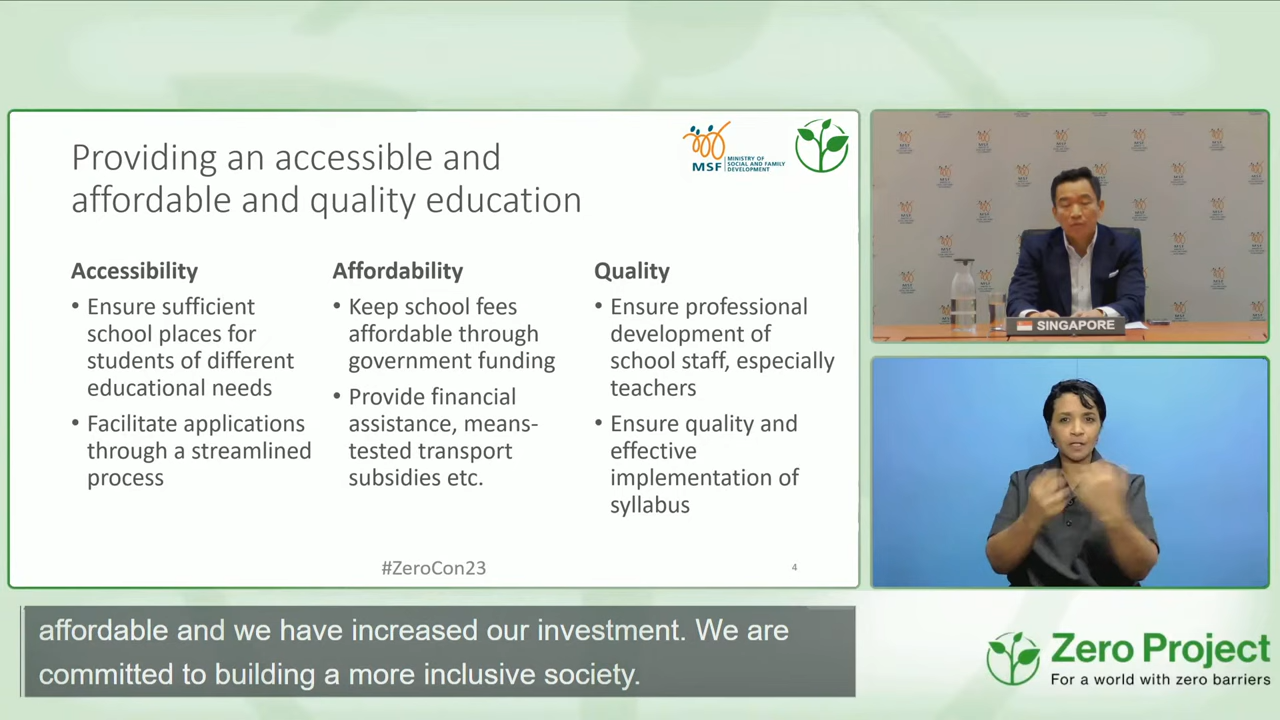 Providing an accessible and
affordable and quality education
MSF
MINISTRY OF
SOCIAL AND FAMILY
DEVELOPMENT
Accessibility
• Ensure sufficient
school places for
students of different
educational needs
• Facilitate applications
through a streamlined
process
Affordability
• Keep school fees
affordable through
government funding
• Provide financial
assistance, means-
tested transport
subsidies etc.
Quality
• Ensure professional
development of
school staff, especially
teachers
• Ensure quality and
effective
implementation of
syllabus
#ZeroCon23
4
SINGAPORE
affordable and we have increased our investment. We are
committed to building a more inclusive society.
Zero Project
For a world with zero barriers